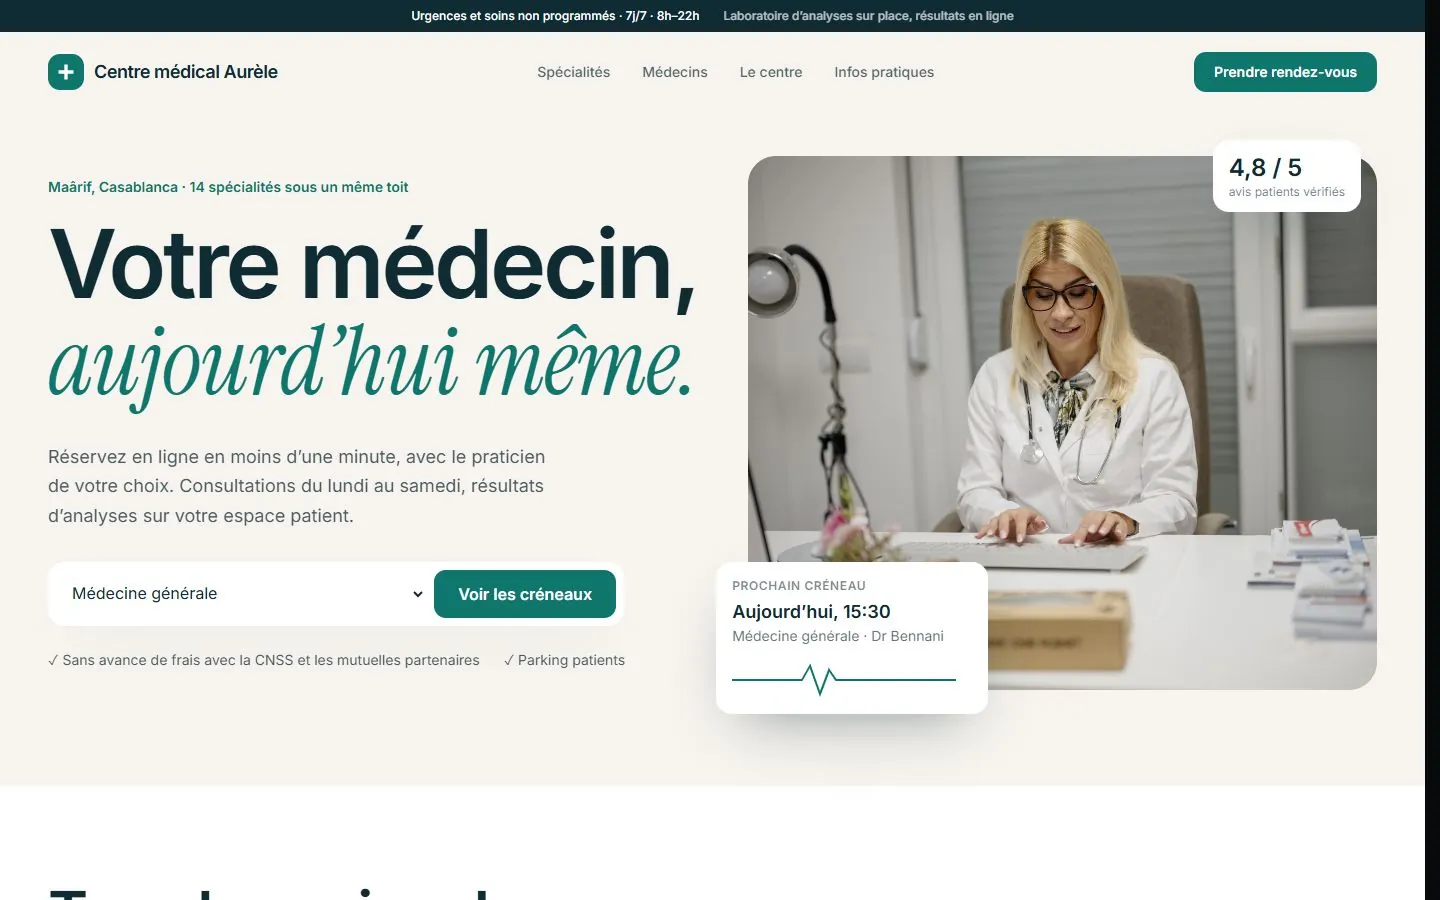 Urgences et soins non programmés · 7j/7 · 8h–22h
Laboratoire d’analyses sur place, résultats en ligne
Centre médical Aurèle
Spécialités
Médecins
Le centre
Infos pratiques
Prendre rendez-vous
Maârif, Casablanca · 14 spécialités sous un même toit
Votre médecin,
aujourd’hui même.
Réservez en ligne en moins d’une minute, avec le praticien
de votre choix. Consultations du lundi au samedi, résultats
d’analyses sur votre espace patient.
Médecine générale
Voir les créneaux
✓ Sans avance de frais avec la CNSS et les mutuelles partenaires
✓ Parking patients
4,8 / 5
avis patients vérifiés
PROCHAIN CRÉNEAU
Aujourd’hui, 15:30
Médecine générale · Dr Bennani